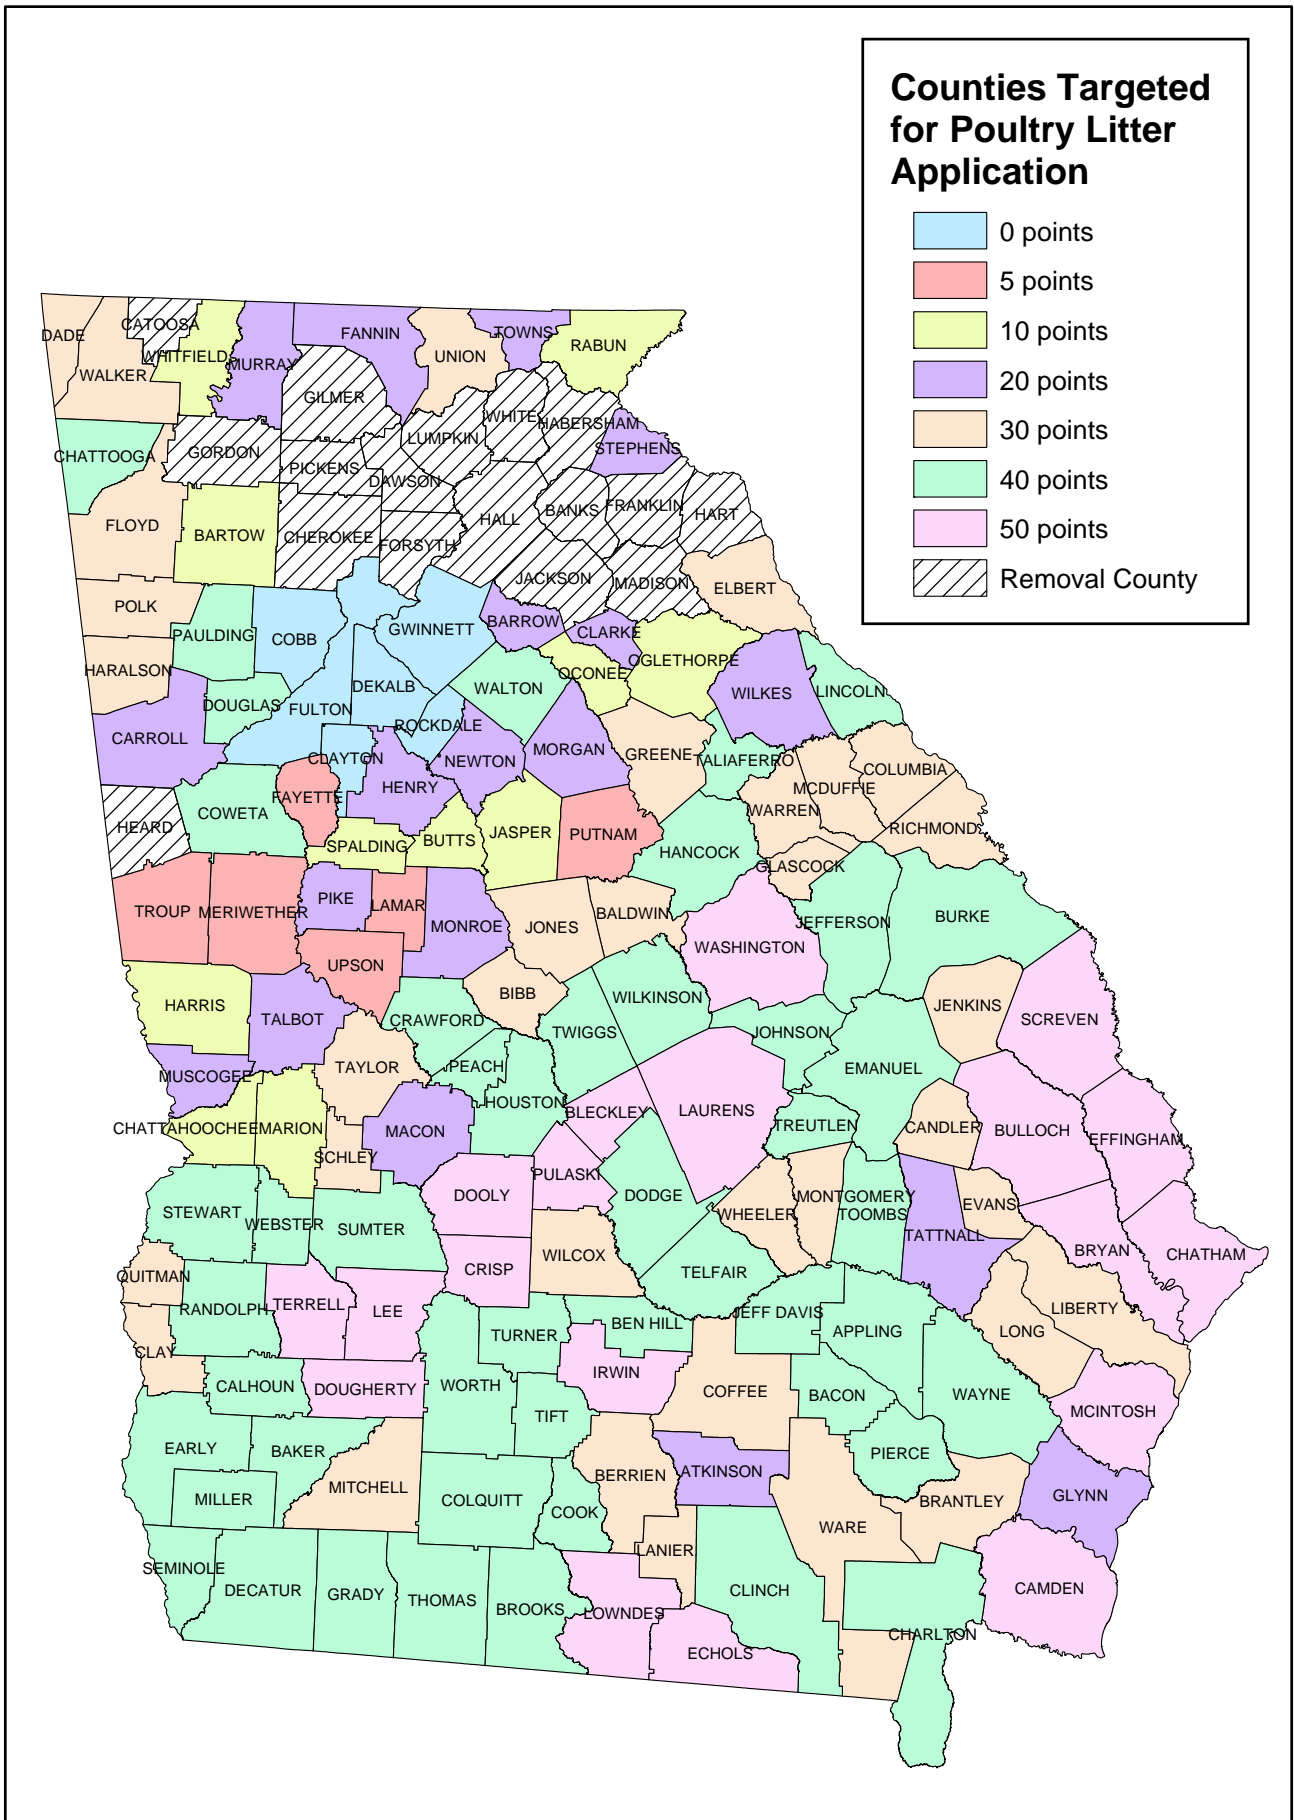 Counties Targeted
for Poultry Litter
Application
0 points
5 points
10 points
20 points
30 points
40 points
50 points
Removal County
DADE
CATOOSA
WALKER
WHITFIELD
MURRAY
FANNIN
UNION
TOWNS
RABUN
GILMER
LUMPKIN
WHITE
HABERSHAM
STEPHENS
CHATTOOGA
GORDON
PICKENS
DAWSON
FLOYD
BARTOW
CHEROKEE
FORSYTH
HALL
BANKS
FRANKLIN
HART
JACKSON
MADISON
ELBERT
POLK
PAULDING
COBB
GWINNETT
BARROW
CLARKE
OCONEE
OGLETHORPE
HARALSON
DOUGLAS
FULTON
DEKALB
WALTON
WILKES
LINCOLN
CARROLL
CLAYTON
ROCKDALE
NEWTON
MORGAN
GREENE
TALIAFERRO
MCDUFFIE
COLUMBIA
HEARD
COWETA
FAYETTE
HENRY
SPALDING
BUTTS
JASPER
PUTNAM
HANCOCK
WARREN
RICHMOND
GLASCOCK
TROUP
MERIWETHER
PIKE
LAMAR
MONROE
JONES
BALDWIN
WASHINGTON
JEFFERSON
BURKE
UPSON
HARRIS
TALBOT
CRAWFORD
BIBB
TWIGGS
WILKINSON
JOHNSON
JENKINS
SCREVEN
MUSCOGEE
TAYLOR
PEACH
HOUSTON
BLECKLEY
LAURENS
EMANUEL
TREUTLEN
CANDLER
BULLOCH
EFFINGHAM
CHATTAHOOCHEE
MARION
SCHLEY
MACON
PULASKI
DOOLY
DODGE
WHEELER
MONTGOMERY
TOOMBS
TATTNALL
EVANS
BRYAN
CHATHAM
STEWART
WEBSTER
SUMTER
CRISP
WILCOX
TELFAIR
QUITMAN
RANDOLPH
TERRELL
LEE
TURNER
BEN HILL
JEFF DAVIS
APPLING
LONG
LIBERTY
CLAY
CALHOUN
DOUGHERTY
WORTH
IRWIN
COFFEE
BACON
WAYNE
MCINTOSH
EARLY
BAKER
MITCHELL
TIFT
BERRIEN
ATKINSON
PIERCE
BRANTLEY
GLYNN
MILLER
COLQUITT
COOK
LANIER
WARE
SEMINOLE
DECATUR
GRADY
THOMAS
BROOKS
LOWNDES
ECHOLS
CLINCH
CHARLTON
CAMDEN